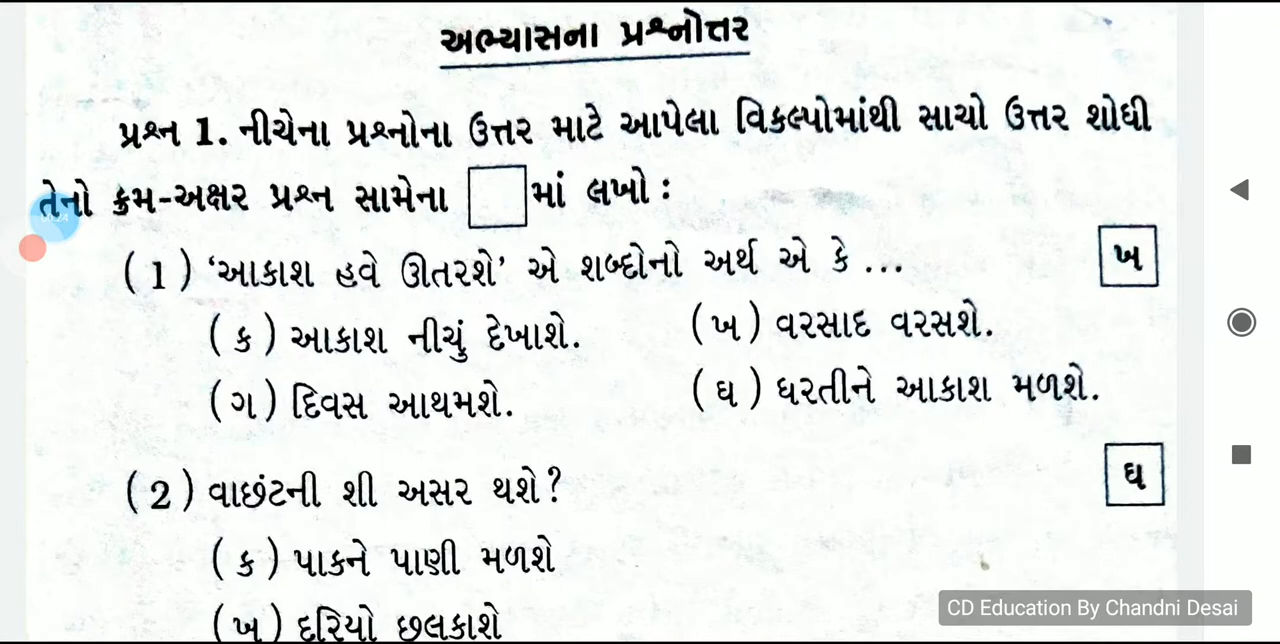 અભ્યાસના પ્રશ્નોત્તર
પ્રશ્ન 1. નીચેના પ્રશ્નોના ઉત્તર માટે આપેલા વિકલ્પોમાંથી સાચો ઉત્તર શોધી
તેનો ક્રમ-અક્ષર પ્રશ્ન સામેના માં લખો :
(1) ‘આકાશ હવે ઊતરશે’ એ શબ્દોનો અર્થ એ કે ... ખ
(ક) આકાશ નીચું દેખાશે. (ખ) વરસાદ વરસશે.
(ગ) દિવસ આથમશે. (ઘ) ધરતીને આકાશ મળશે.
(2) વાછંટની શી અસર થશે? ઘ
(ક) પાકને પાણી મળશે
(ખ) દરિયો છલકાશે
CD Education By Chandni Desai